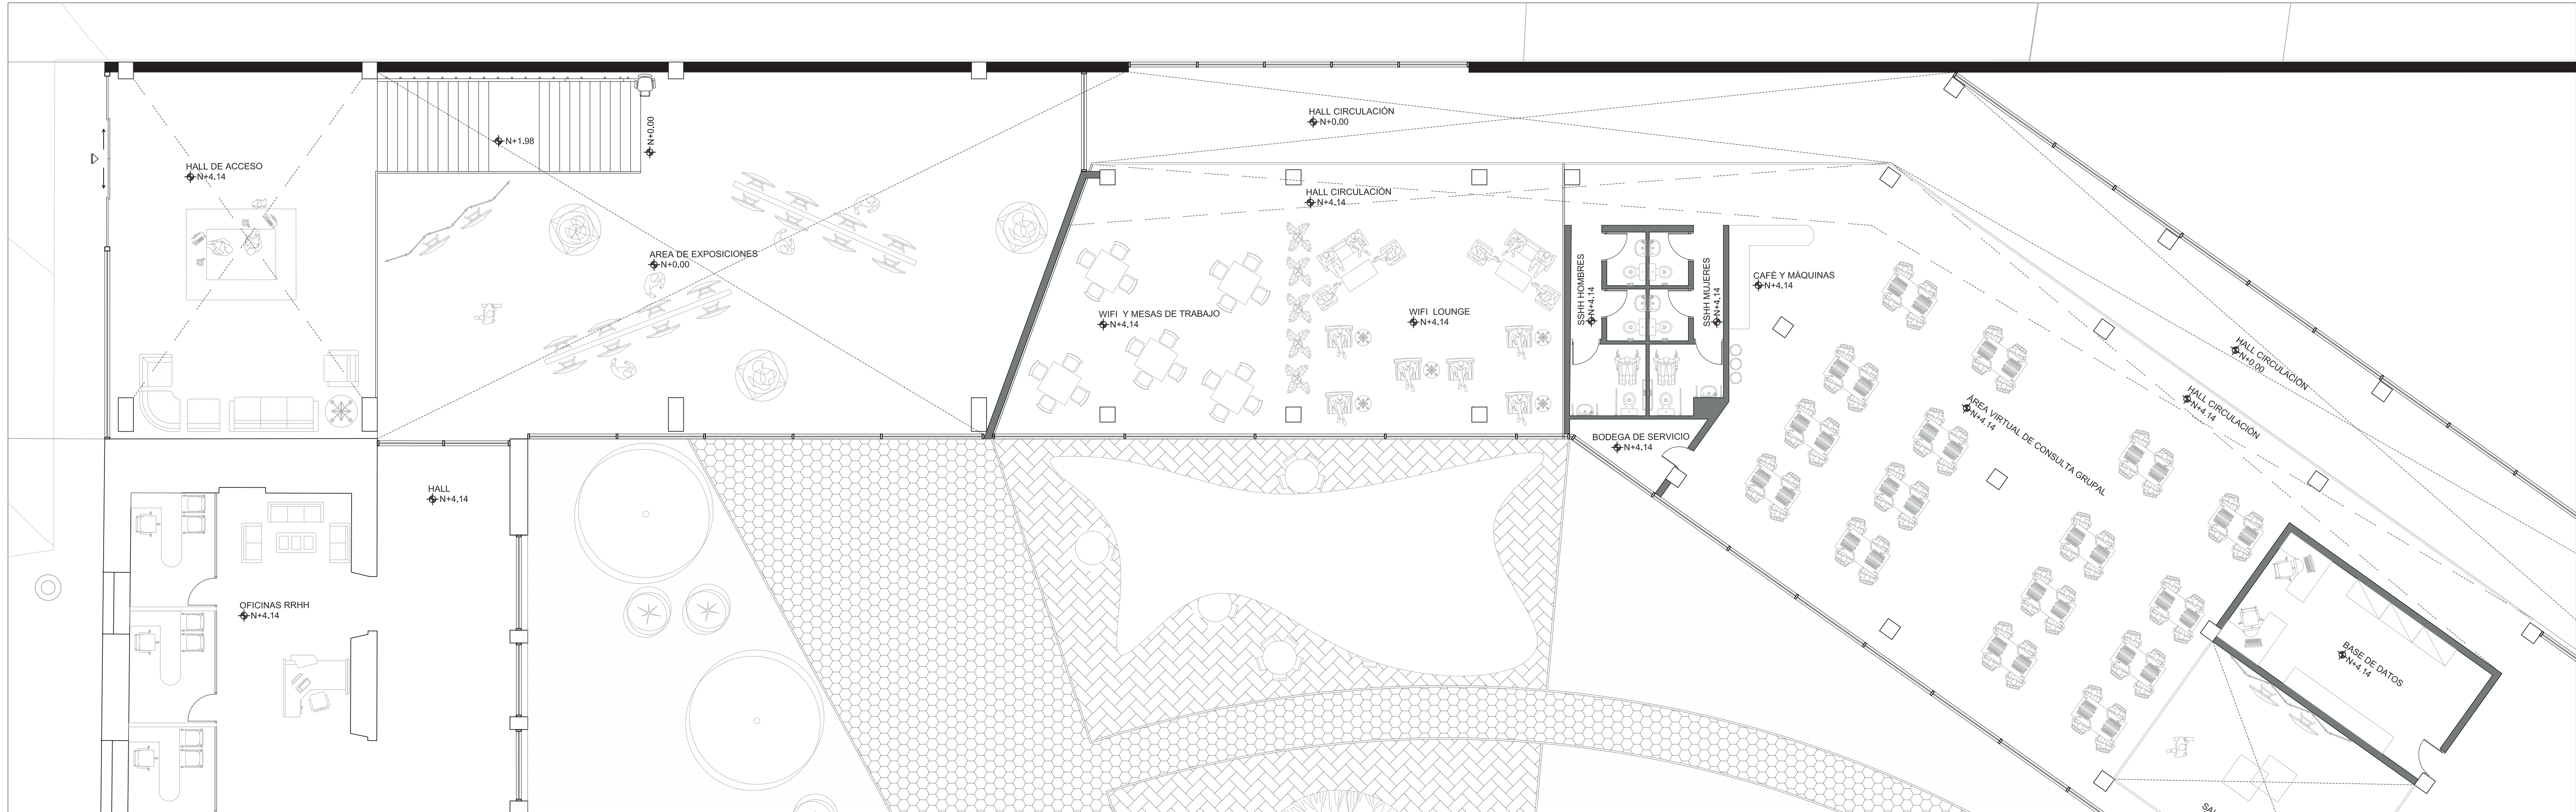 HALL DE ACCESO
N+4.14
N+1.98
N+0.00
AREA DE EXPOSICIONES
N+0.00
HALL CIRCULACIÓN
N+0.00
HALL CIRCULACIÓN
N+4.14
WIFI Y MESAS DE TRABAJO
N+4.14
WIFI LOUNGE
N+4.14
SSHH HOMBRES
N+4.14
SSHH MUJERES
N+4.14
CAFÉ Y MÁQUINAS
N+4.14
BODEGA DE SERVICIO
N+4.14
ÁREA VIRTUAL DE CONSULTA GRUPAL
N+4.14
HALL CIRCULACIÓN
N+0.00
HALL CIRCULACIÓN
N+4.14
BASE DE DATOS
N+4.14
HALL
N+4.14
OFICINAS RRHH
N+4.14